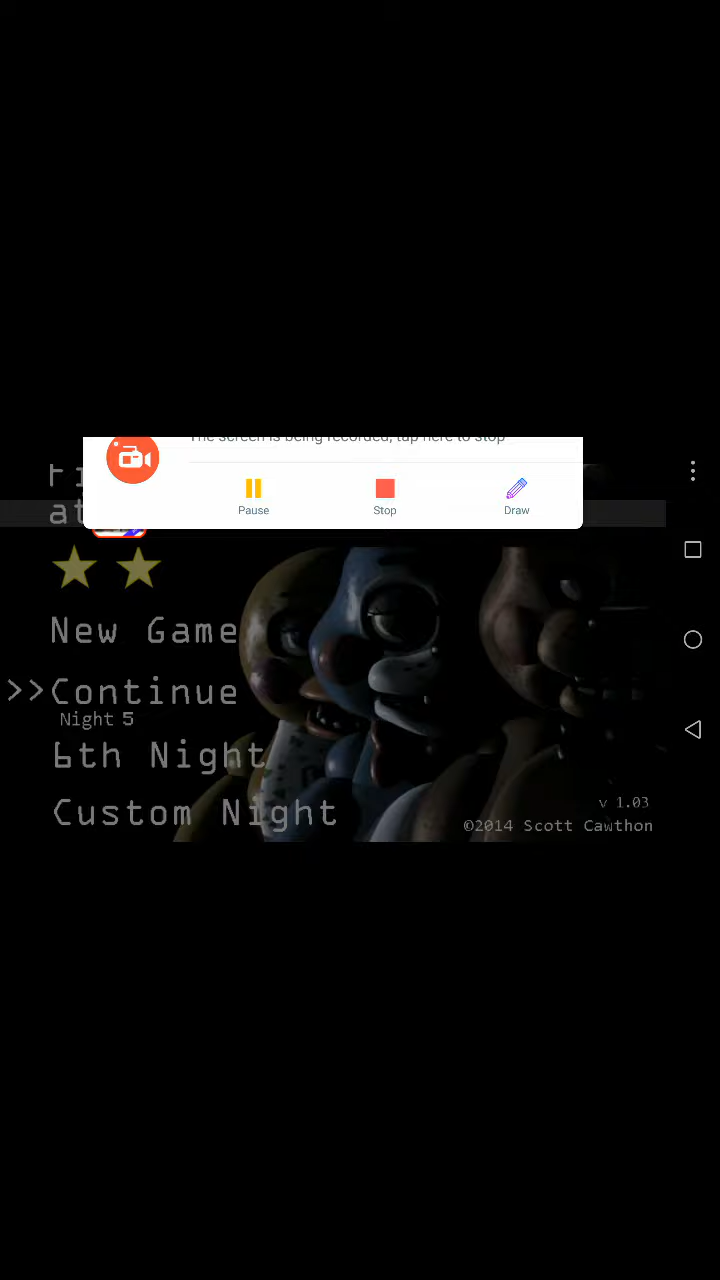 The screen is being recorded, tap here to stop
Pause Stop Draw
New Game
>>Continue
Night 5
6th Night
Custom Night
v 1.03
©2014 Scott Cawthon